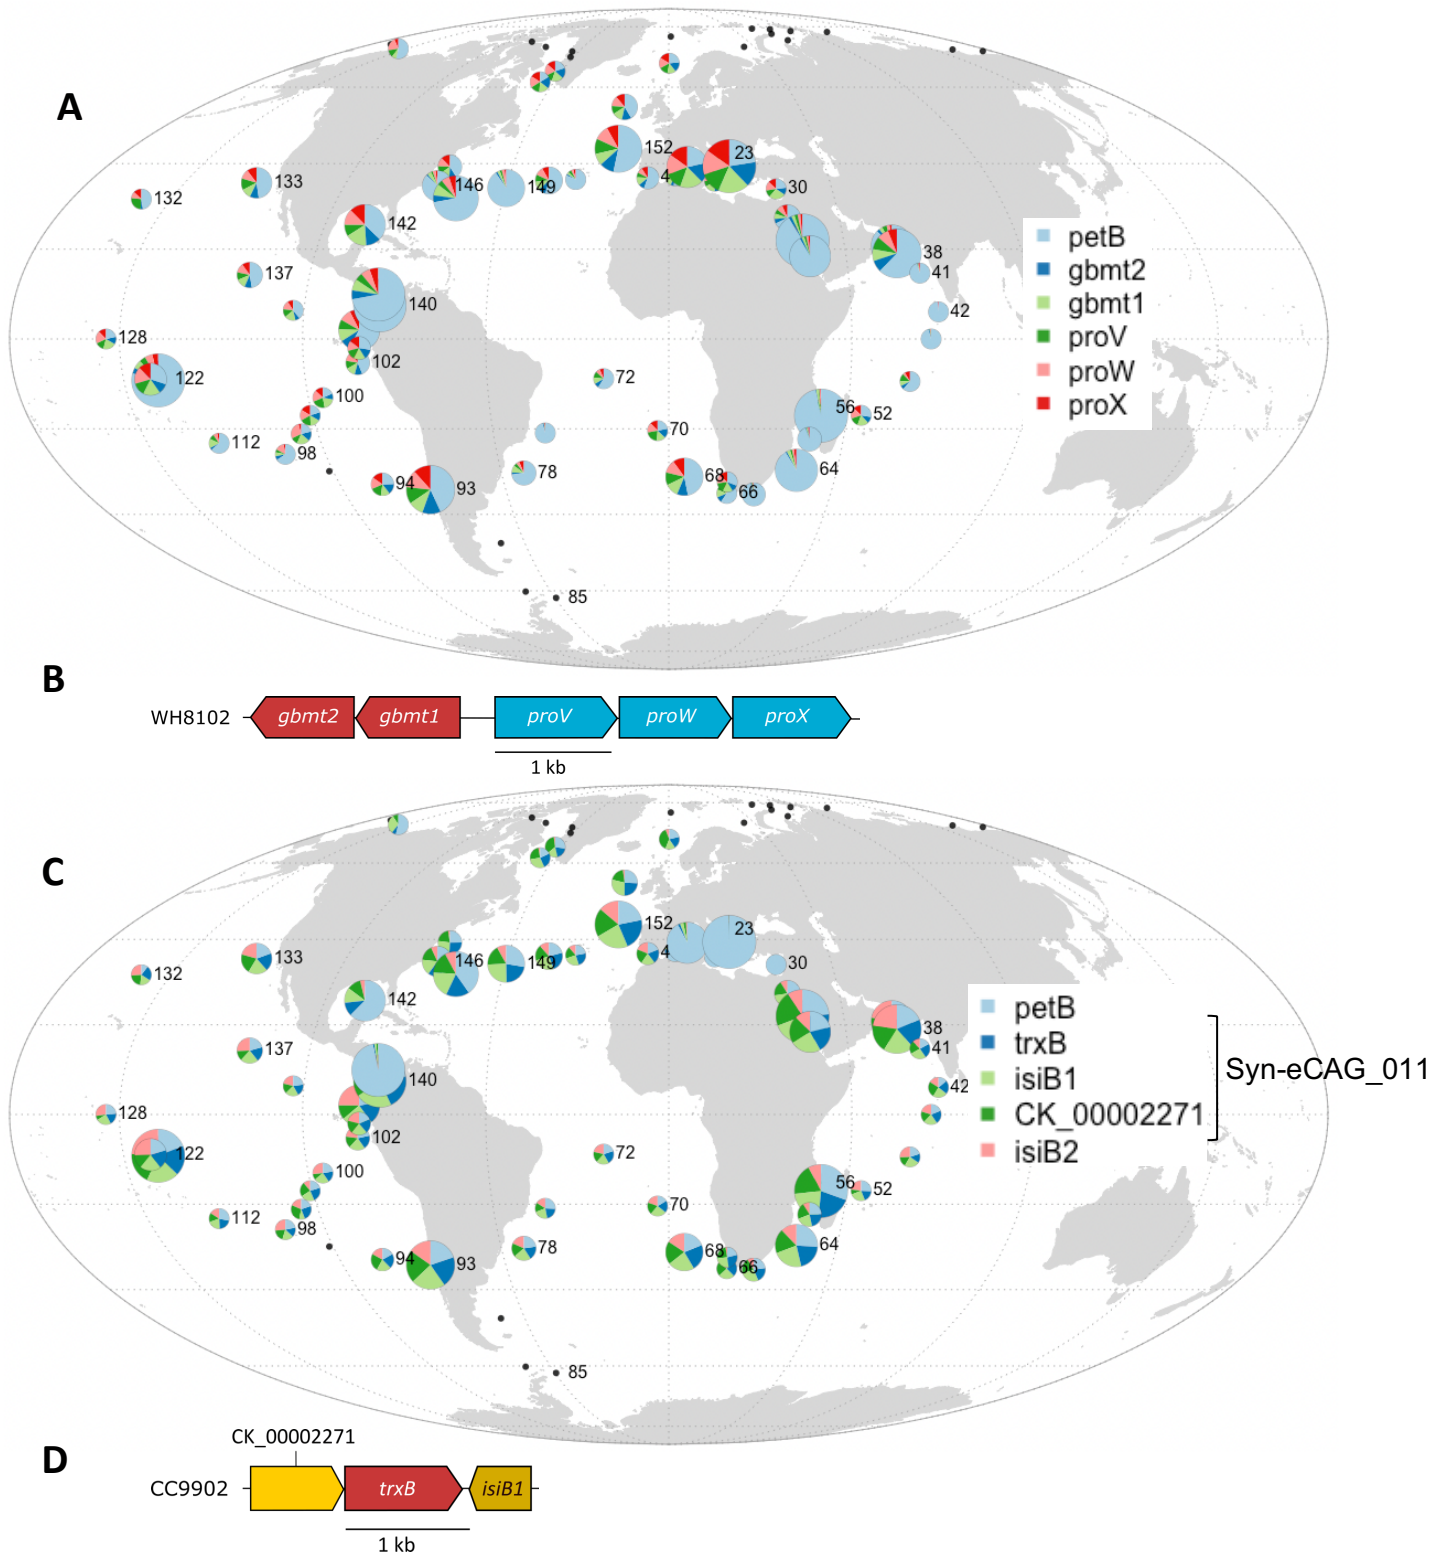 A
152
23
4
146
149
30
133
132
142
38
137
41
140
42
128
102
122
72
100
56
52
70
112
98
78
64
68
94
93
66
85
petB
gbmt2
gbmt1
proV
proW
proX
B
WH8102
gbmt2
gbmt1
proV
proW
proX
1 kb
C
152
23
4
146
149
30
133
132
142
38
137
41
140
42
128
102
122
72
100
56
52
70
112
98
78
64
68
94
93
66
85
petB
trxB
isiB1
CK_00002271
isiB2
Syn-eCAG_011
D
CK_00002271
CC9902
trxB
isiB1
1 kb